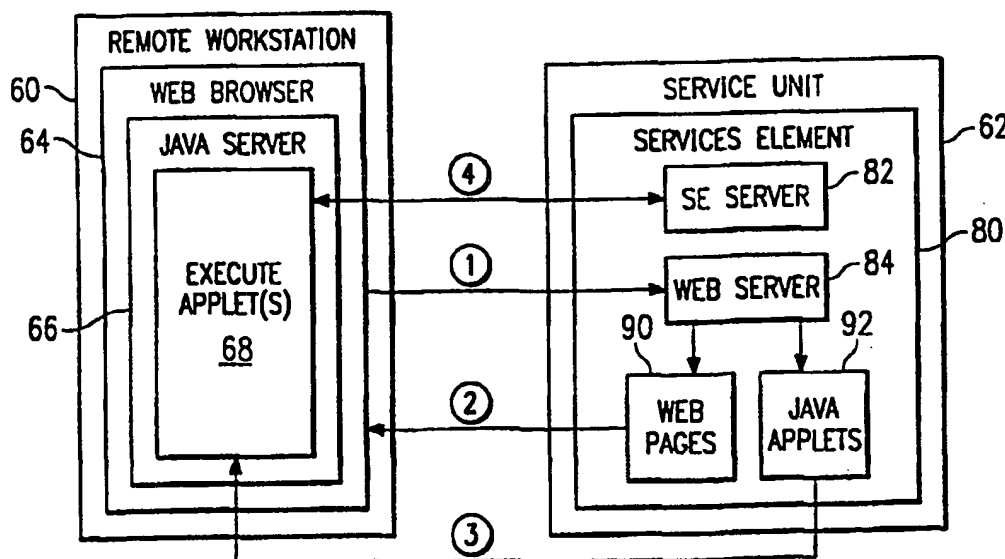 REMOTE WORKSTATION
60
WEB BROWSER
64
JAVA SERVER
EXECUTE
APPLET(S)
68
66
4
1
2
3
SERVICE UNIT
62
SERVICES ELEMENT
82
SE SERVER
80
84
WEB SERVER
90
92
WEB
PAGES
JAVA
APPLETS